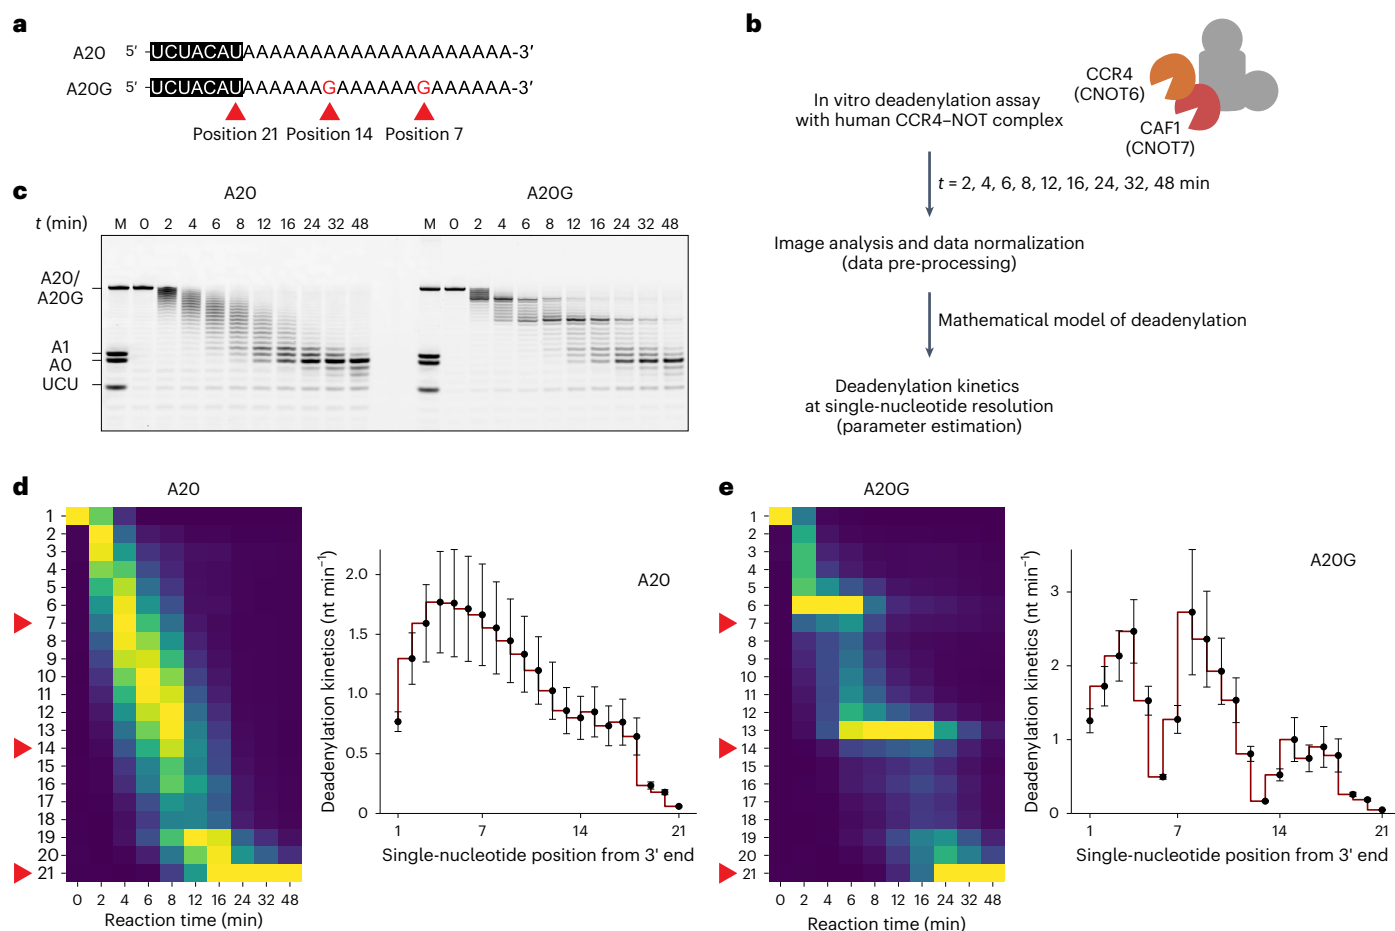 a
A20 5′ -UCUACAUAAAAAAAAAAAAAAAAAAAA-3′
A20G 5′ -UCUACAUAAAAAAGAAAAAAGAAAAAA-3′
Position 21 Position 14 Position 7
b
CCR4
(CNOT6)
CAF1
(CNOT7)
In vitro deadenylation assay
with human CCR4–NOT complex
t = 2, 4, 6, 8, 12, 16, 24, 32, 48 min
Image analysis and data normalization
(data pre-processing)
Mathematical model of deadenylation
Deadenylation kinetics
at single-nucleotide resolution
(parameter estimation)
c
A20 A20G
t (min) M 0 2 4 6 8 12 16 24 32 48 M 0 2 4 6 8 12 16 24 32 48
A20/
A20G
A1
A0
UCU
d
A20
1
2
3
4
5
6
7
8
9
10
11
12
13
14
15
16
17
18
19
20
21
0 2 4 6 8 12 16 24 32 48
Reaction time (min)
Deadenylation kinetics (nt min⁻¹)
A20
2.0
1.5
1.0
0.5
0
1 7 14 21
Single-nucleotide position from 3' end
e
A20G
1
2
3
4
5
6
7
8
9
10
11
12
13
14
15
16
17
18
19
20
21
0 2 4 6 8 12 16 24 32 48
Reaction time (min)
Deadenylation kinetics (nt min⁻¹)
A20G
3
2
1
0
1 7 14 21
Single-nucleotide position from 3' end